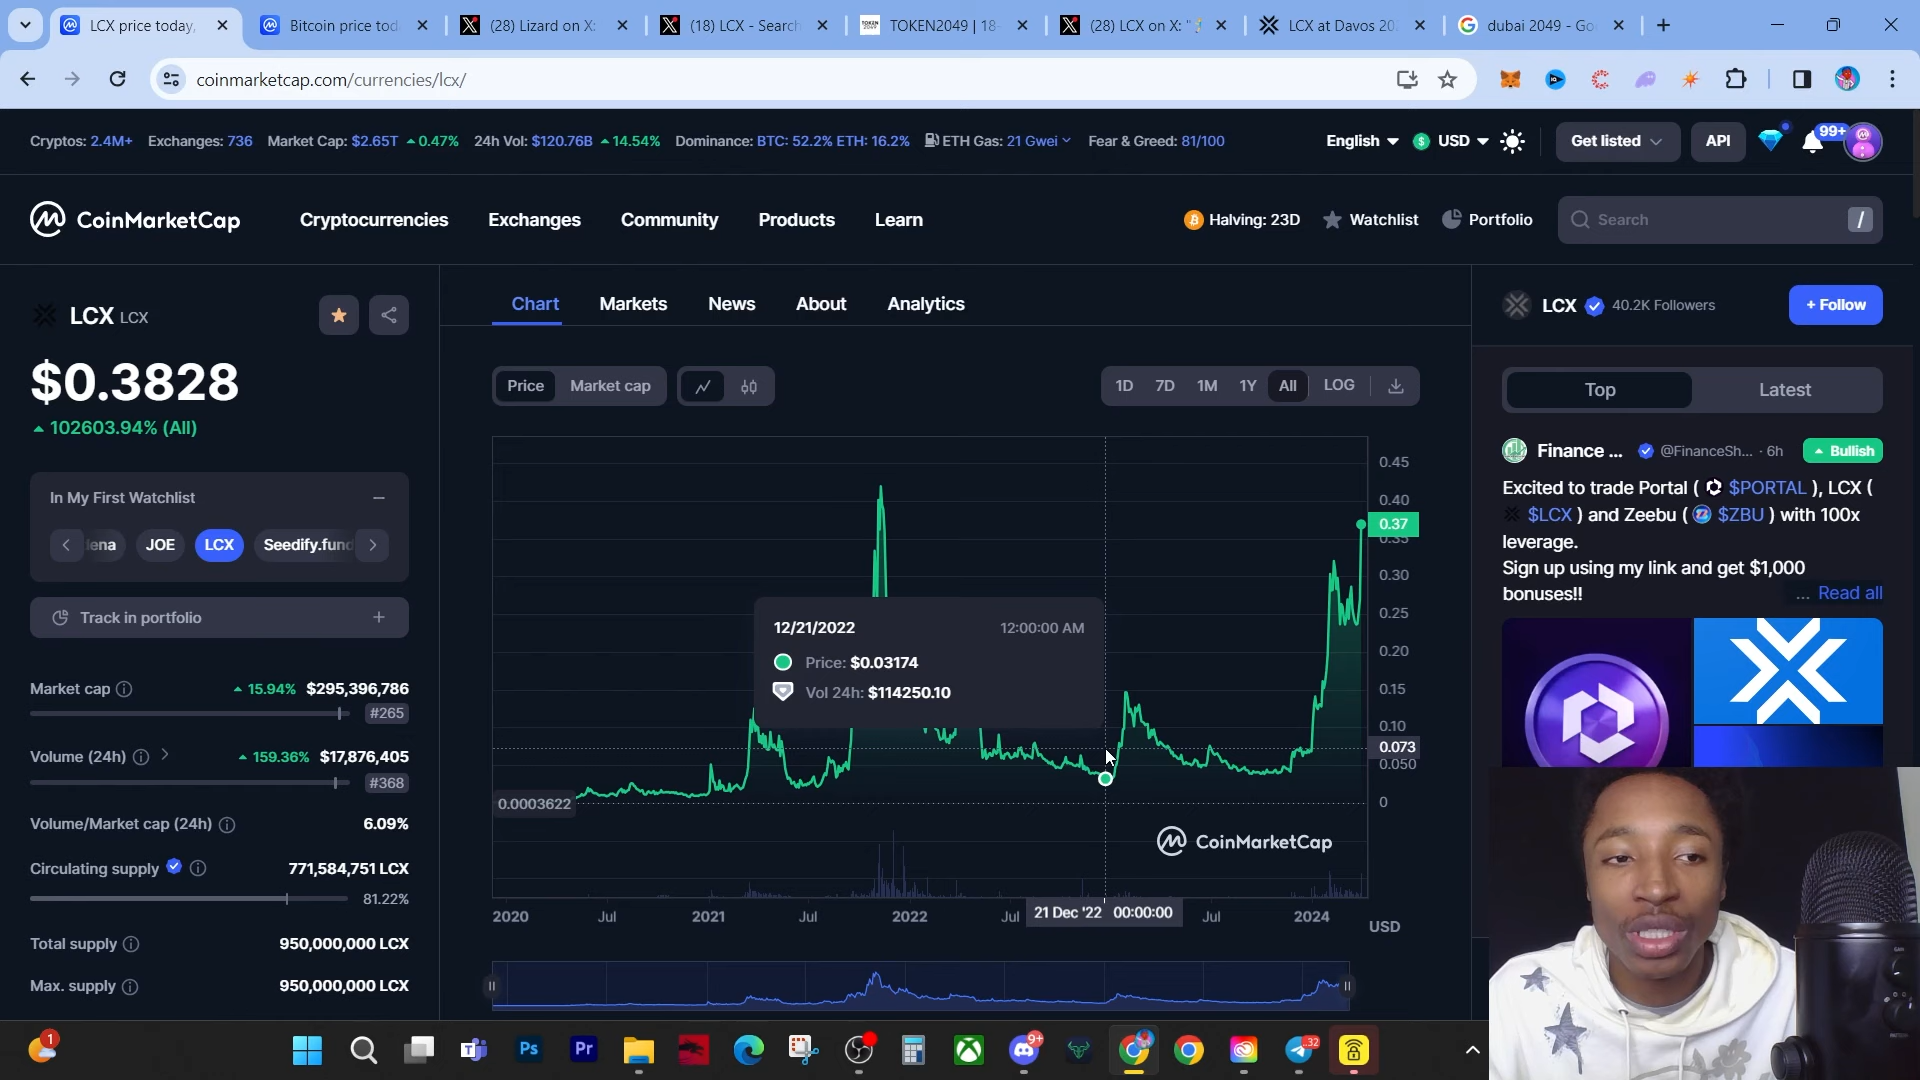 LCX price today,
Bitcoin price tod
(28) Lizard on X:
(18) LCX - Search
TOKEN2049 | 18-
(28) LCX on X: "
LCX at Davos 20
dubai 2049 - Go
coinmarketcap.com/currencies/lcx/
Cryptos: 2.4M+ Exchanges: 736 Market Cap: $2.65T 0.47% 24h Vol: $120.76B 14.54% Dominance: BTC: 52.2% ETH: 16.2% ETH Gas: 21 Gwei Fear & Greed: 81/100
English USD Get listed API 99+
CoinMarketCap Cryptocurrencies Exchanges Community Products Learn
Halving: 23D Watchlist Portfolio Search /
LCX LCX
$0.3828
102603.94% (All)
In My First Watchlist
ena JOE LCX Seedify.fund
Track in portfolio +
Market cap 15.94% $295,396,786
#265
Volume (24h) 159.36% $17,876,405
#368
Volume/Market cap (24h) 6.09%
Circulating supply 771,584,751 LCX
81.22%
Total supply 950,000,000 LCX
Max. supply 950,000,000 LCX
Chart Markets News About Analytics
Price Market cap
1D 7D 1M 1Y All LOG
0.45
0.40
0.37
0.35
0.30
0.25
0.20
0.15
0.10
0.073
0.050
0
0.0003622
12/21/2022 12:00:00 AM
Price: $0.03174
Vol 24h: $114250.10
CoinMarketCap
2020 Jul 2021 Jul 2022 Jul 21 Dec '22 00:00:00 Jul 2024
USD
LCX 40.2K Followers + Follow
Top Latest
Finance ... @FinanceSh... · 6h Bullish
Excited to trade Portal ( $PORTAL ), LCX (
$LCX ) and Zeebu ( $ZBU ) with 100x
leverage.
Sign up using my link and get $1,000
bonuses!! ... Read all
1
Ps
Pr
9+
32